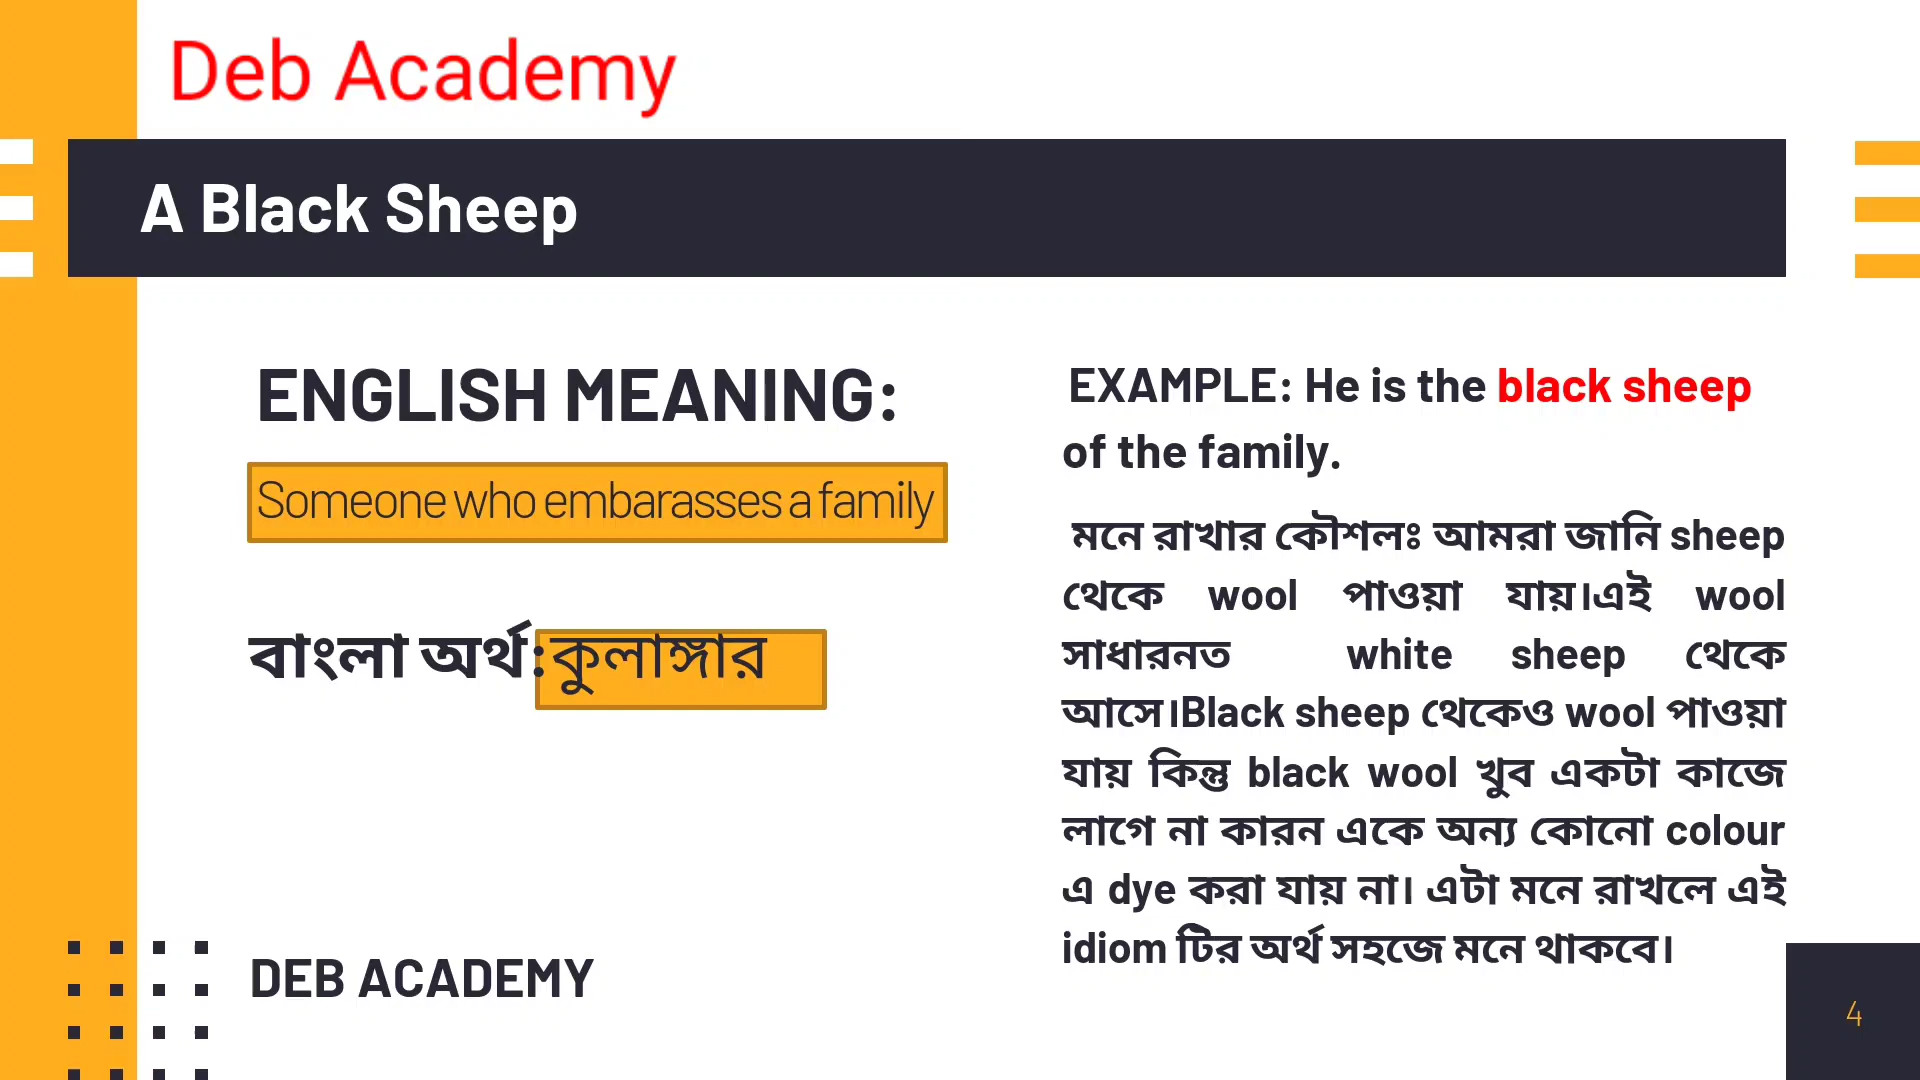 Deb Academy
A Black Sheep
ENGLISH MEANING:
Someone who embarasses a family
বাংলা অর্থ:কুলাঙ্গার
EXAMPLE: He is the black sheep
of the family.
মনে রাখার কৌশলঃ আমরা জানি sheep
থেকে wool পাওয়া যায়।এই wool
সাধারনত white sheep থেকে
আসে।Black sheep থেকেও wool পাওয়া
যায় কিন্তু black wool খুব একটা কাজে
লাগে না কারন একে অন্য কোনো colour
এ dye করা যায় না। এটা মনে রাখলে এই
idiom টির অর্থ সহজে মনে থাকবে।
DEB ACADEMY
4